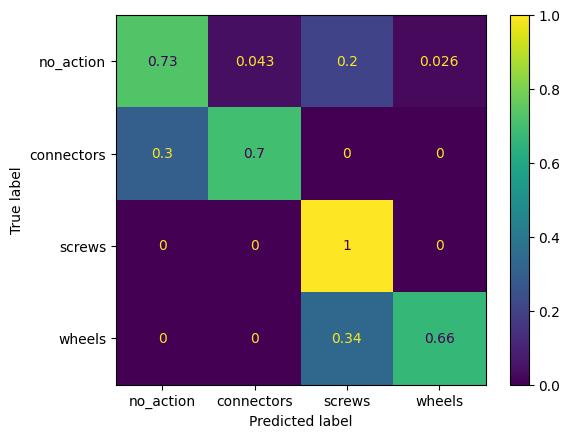 no_action 0.73 0.043 0.2 0.026
connectors 0.3 0.7 0 0
screws 0 0 1 0
wheels 0 0 0.34 0.66
no_action connectors screws wheels
Predicted label
True label
1.0
0.8
0.6
0.4
0.2
0.0